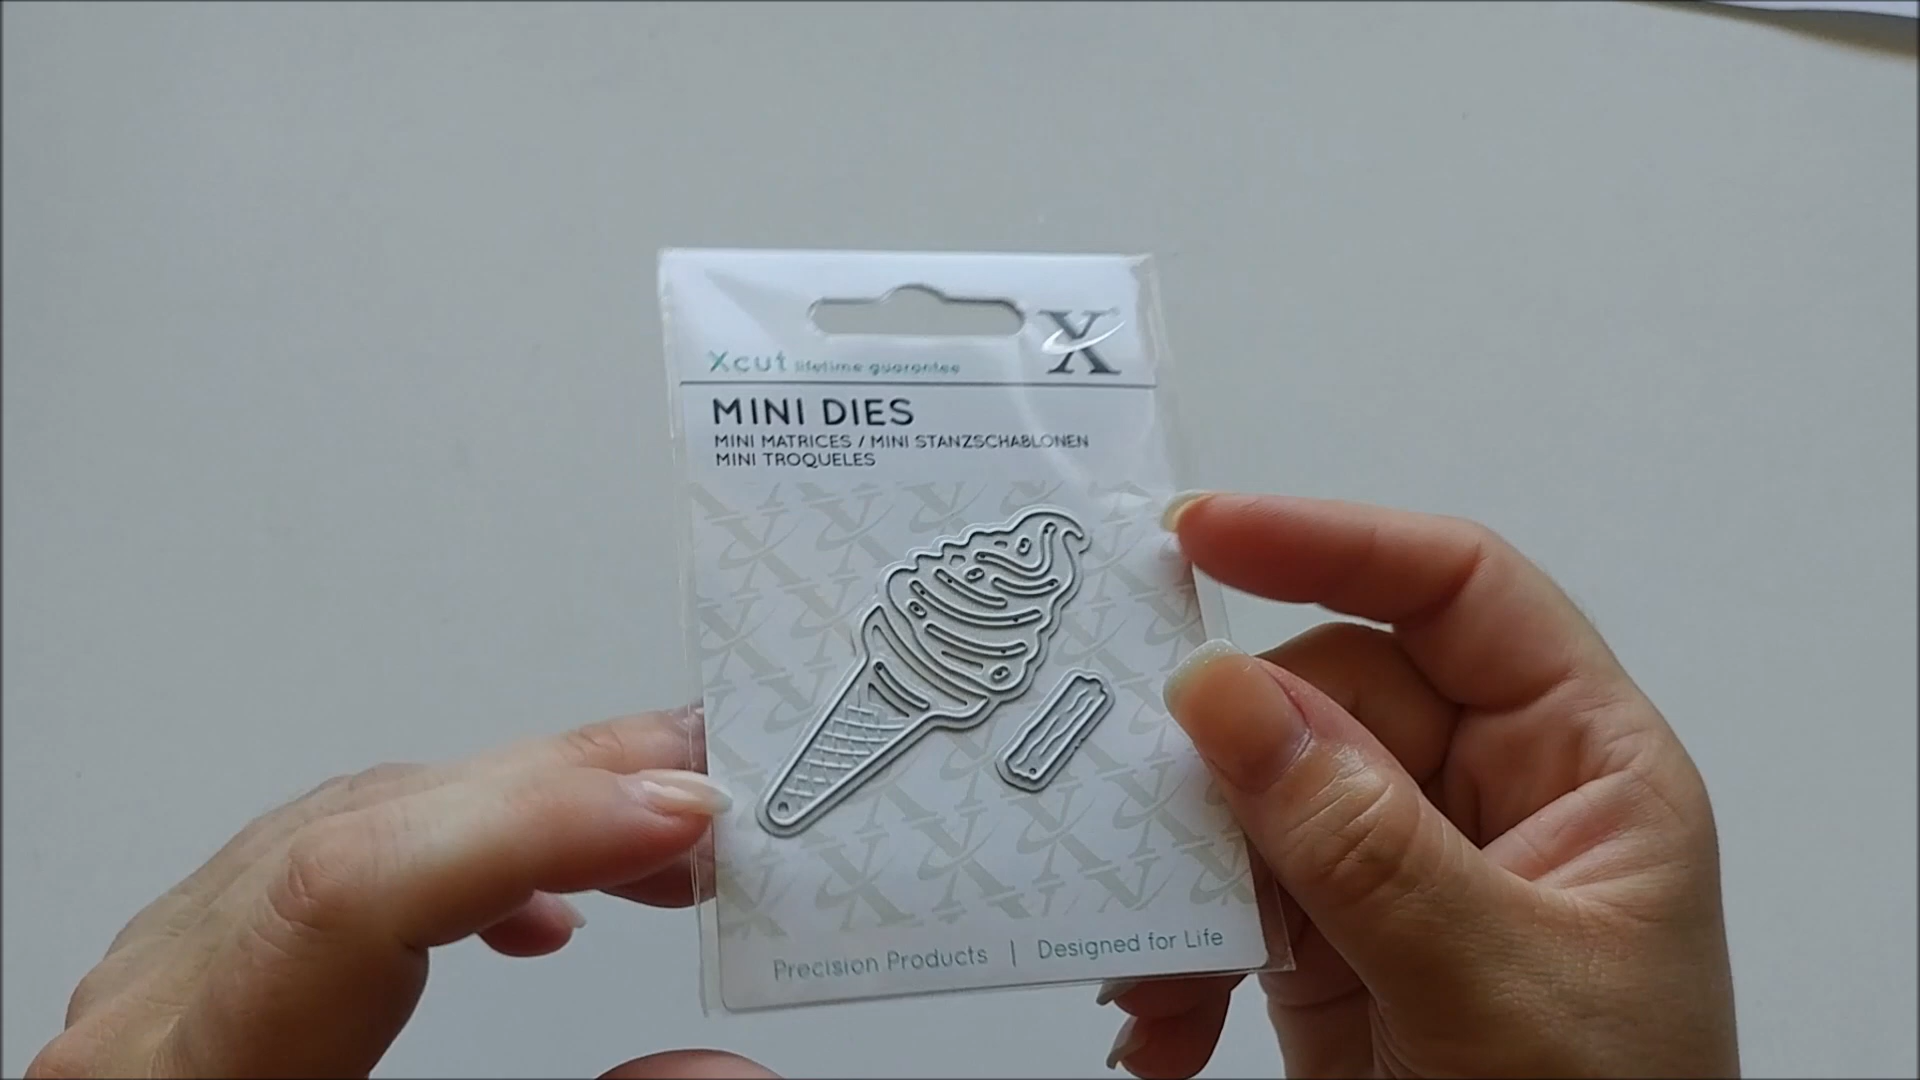 X
Xcut lifetime guarantee
MINI DIES
MINI MATRICES / MINI STANZSCHABLONEN
MINI TROQUELES
Precision Products | Designed for Life